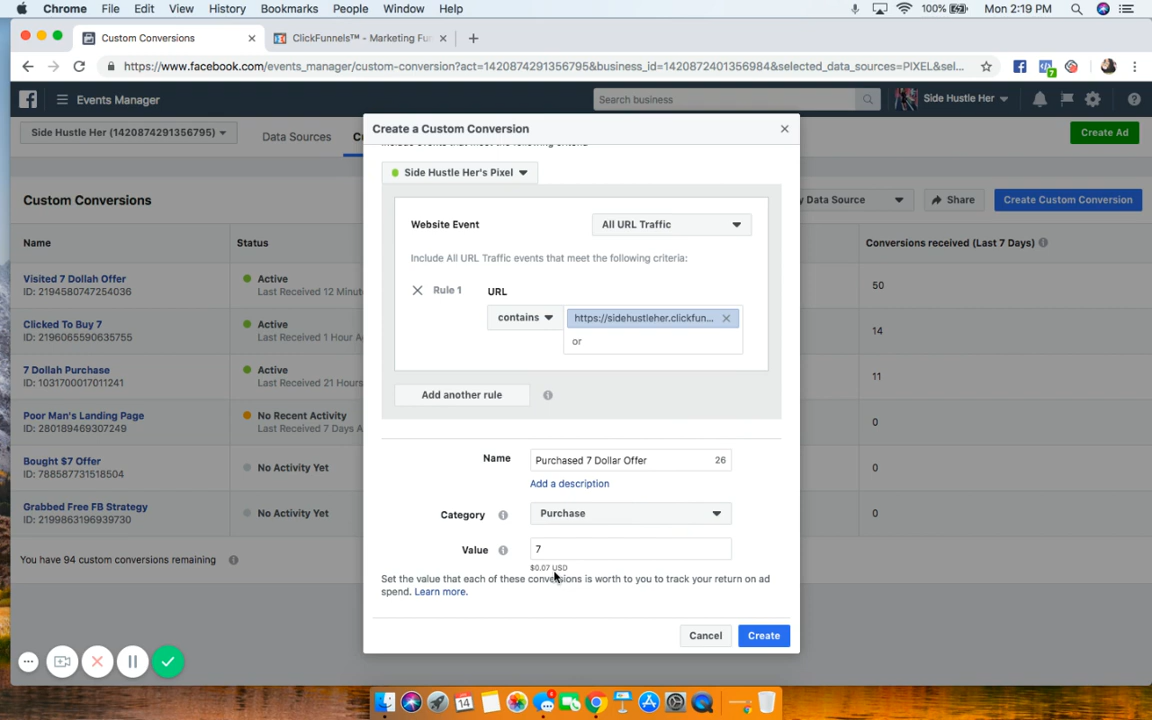 Chrome File Edit View History Bookmarks People Window Help 100% Mon 2:19 PM
Custom Conversions × ClickFunnels™ - Marketing Fu × +
https://www.facebook.com/events_manager/custom-conversion?act=1420874291356795&business_id=1420872401356984&selected_data_sources=PIXEL&sel... 7
Events Manager Search business Side Hustle Her
Side Hustle Her (1420874291356795) Data Sources Create Ad
Create a Custom Conversion ×
Side Hustle Her's Pixel
Custom Conversions y Data Source Share Create Custom Conversion
Name Status Conversions received (Last 7 Days)
Website Event All URL Traffic
Include All URL Traffic events that meet the following criteria:
Rule 1 URL
contains https://sidehustleher.clickfun...
or
Add another rule
Visited 7 Dollah Offer Active 50
ID: 2194580747254036 Last Received 12 Minut
Clicked To Buy 7 Active 14
ID: 2196065590635755 Last Received 1 Hour A
7 Dollah Purchase Active 11
ID: 1031700017011241 Last Received 21 Hours
Poor Man's Landing Page No Recent Activity 0
ID: 280189469307249 Last Received 7 Days A
Bought $7 Offer No Activity Yet 0
ID: 788587731518504
Grabbed Free FB Strategy No Activity Yet 0
ID: 2199863196939730
You have 94 custom conversions remaining
Name Purchased 7 Dollar Offer 26
Add a description
Category Purchase
Value 7
$0.07 USD
Set the value that each of these conversions is worth to you to track your return on ad
spend. Learn more.
Cancel Create
14